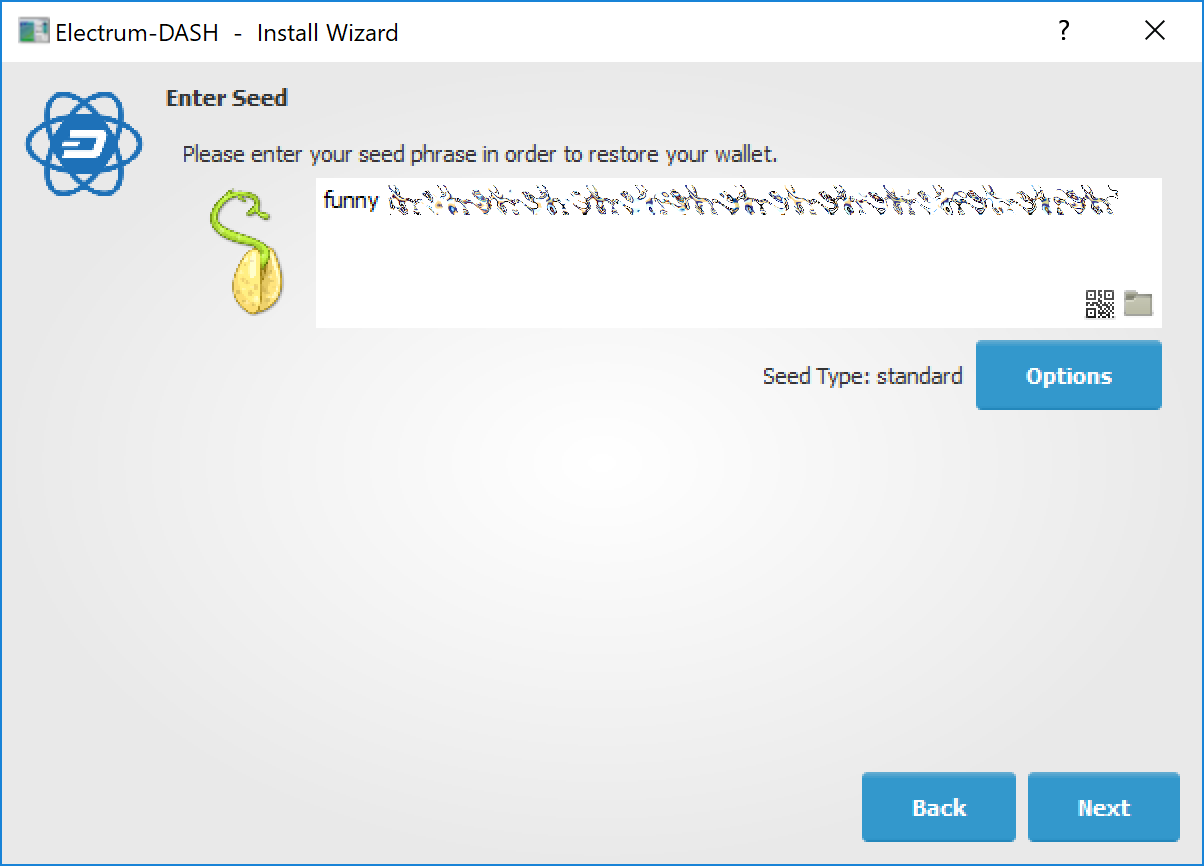 Electrum-DASH - Install Wizard
?
Enter Seed
Please enter your seed phrase in order to restore your wallet.
funny
Seed Type: standard
Options
Back
Next